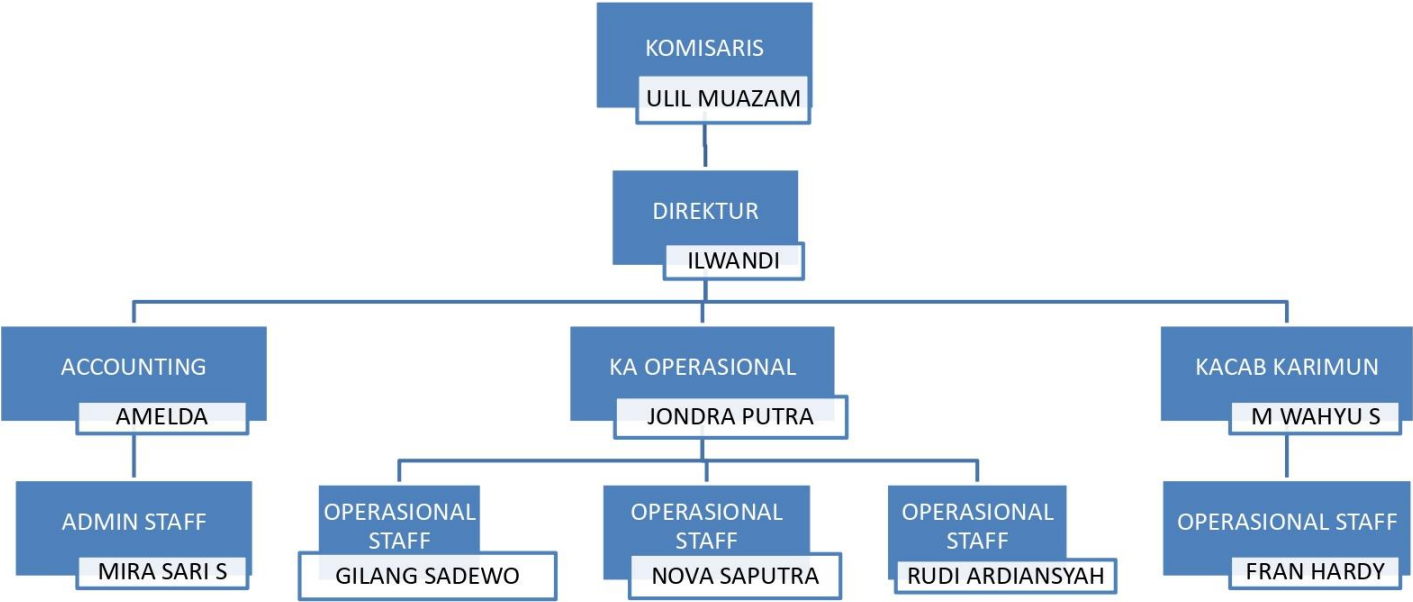 KOMISARIS
ULIL MUAZAM
DIREKTUR
ILWANDI
ACCOUNTING
AMELDA
KA OPERASIONAL
JONDRA PUTRA
KACAB KARIMUN
M WAHYU S
ADMIN STAFF
MIRA SARI S
OPERASIONAL
STAFF
GILANG SADEWO
OPERASIONAL
STAFF
NOVA SAPUTRA
OPERASIONAL
STAFF
RUDI ARDIANSYAH
OPERASIONAL STAFF
FRAN HARDY